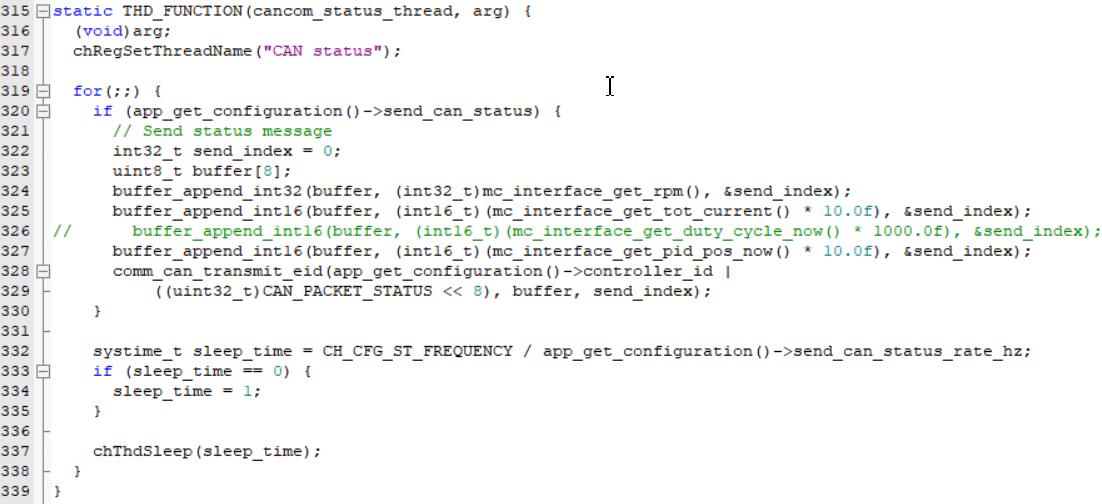 315 static THD_FUNCTION(cancom_status_thread, arg) {
316   (void)arg;
317   chRegSetThreadName("CAN status");
318
319   for(;;) {
320     if (app_get_configuration()->send_can_status) {
321       // Send status message
322       int32_t send_index = 0;
323       uint8_t buffer[8];
324       buffer_append_int32(buffer, (int32_t)mc_interface_get_rpm(), &send_index);
325       buffer_append_int16(buffer, (int16_t)(mc_interface_get_tot_current() * 10.0f), &send_index);
326 //      buffer_append_int16(buffer, (int16_t)(mc_interface_get_duty_cycle_now() * 1000.0f), &send_index);
327       buffer_append_int16(buffer, (int16_t)(mc_interface_get_pid_pos_now() * 10.0f), &send_index);
328       comm_can_transmit_eid(app_get_configuration()->controller_id |
329           ((uint32_t)CAN_PACKET_STATUS << 8), buffer, send_index);
330     }
331
332     systime_t sleep_time = CH_CFG_ST_FREQUENCY / app_get_configuration()->send_can_status_rate_hz;
333     if (sleep_time == 0) {
334       sleep_time = 1;
335     }
336
337     chThdSleep(sleep_time);
338   }
339 }